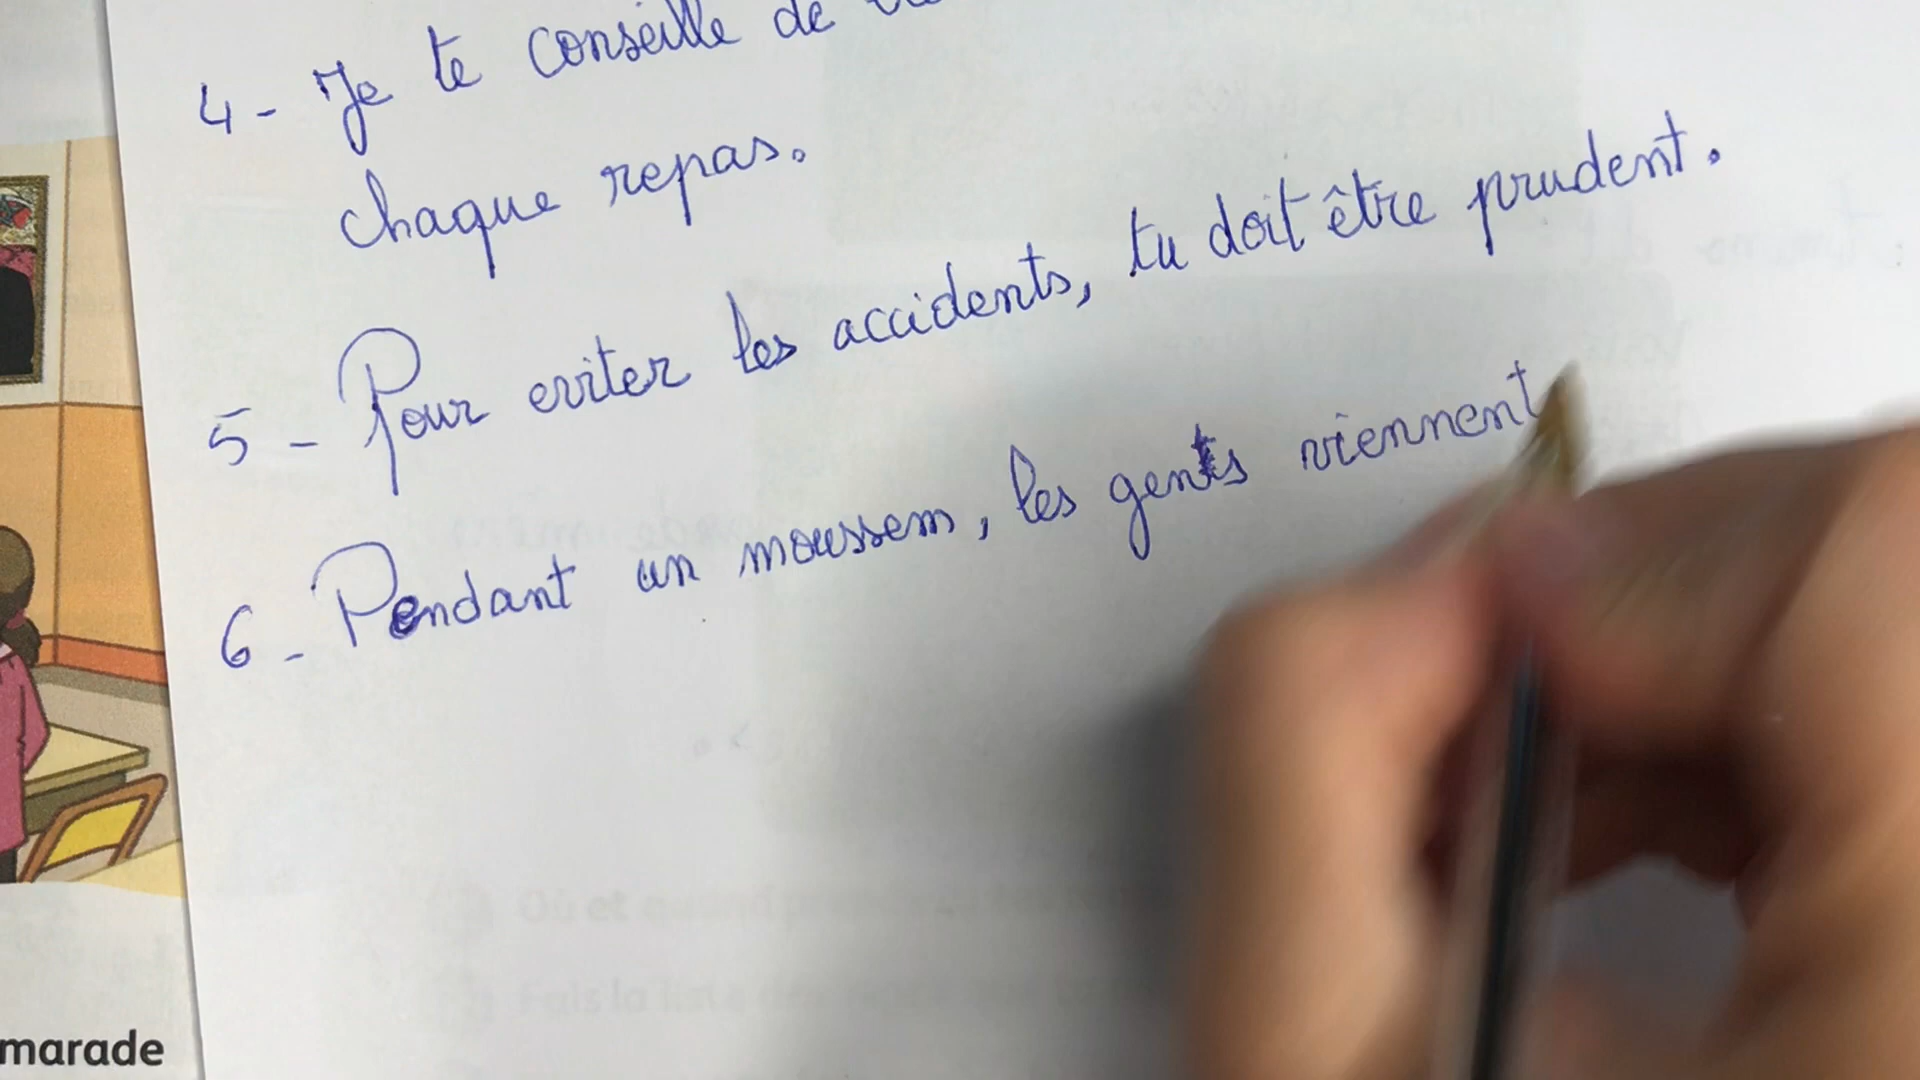 4- Je te conseille de
chaque repas.
5- Pour eviter les accidents, tu doit être prudent.
6- Pendant un moussem, les gents viennent
marade